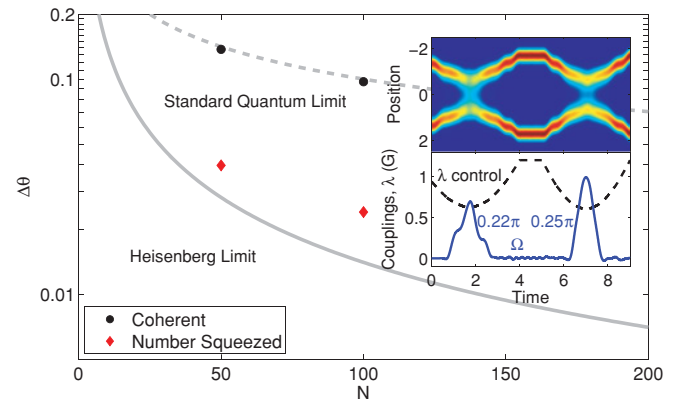 0.2
0.1
0.01
Δθ
Standard Quantum Limit
Heisenberg Limit
Coherent
Number Squeezed
0
50
100
150
200
N
Position
−2
0
2
Couplings, λ (G)
1
0.5
0
λ control
0.22π 0.25π
Ω
0
2
4
6
8
Time